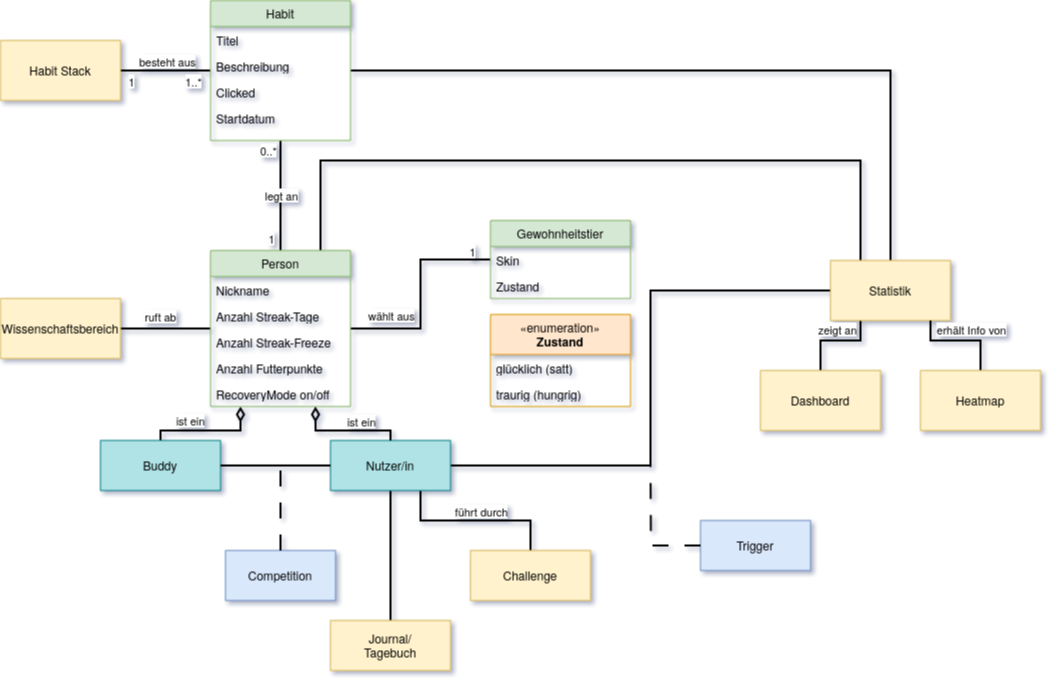 Habit
Titel
Beschreibung
Clicked
Startdatum
Habit Stack
besteht aus
1
1..*
0..*
legt an
1
Person
Nickname
Anzahl Streak-Tage
Anzahl Streak-Freeze
Anzahl Futterpunkte
RecoveryMode on/off
Wissenschaftsbereich
ruft ab
wählt aus
1
Gewohnheitstier
Skin
Zustand
«enumeration»
Zustand
glücklich (satt)
traurig (hungrig)
Statistik
zeigt an
erhält Info von
Dashboard
Heatmap
ist ein
ist ein
Buddy
Nutzer/in
führt durch
Competition
Challenge
Trigger
Journal/
Tagebuch